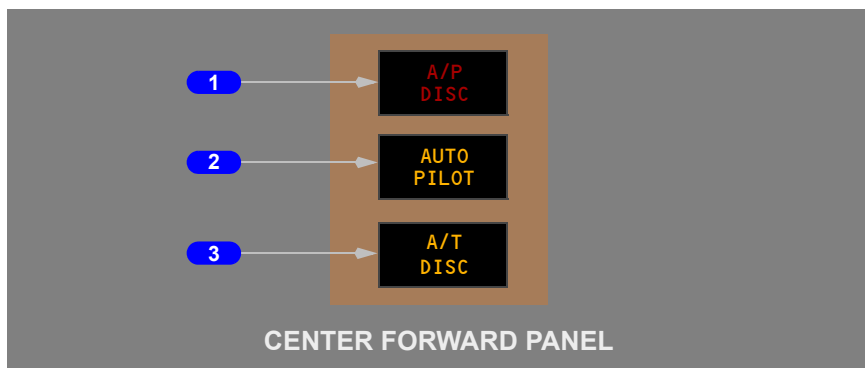 1
A/P
DISC
2
AUTO
PILOT
3
A/T
DISC
CENTER FORWARD PANEL